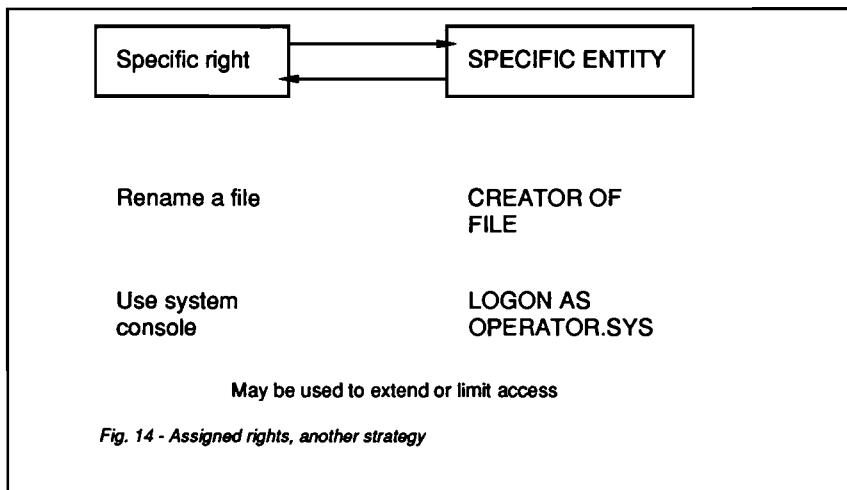 Specific right
SPECIFIC ENTITY
Rename a file
CREATOR OF
FILE
Use system
console
LOGON AS
OPERATOR.SYS
May be used to extend or limit access
Fig. 14 - Assigned rights, another strategy